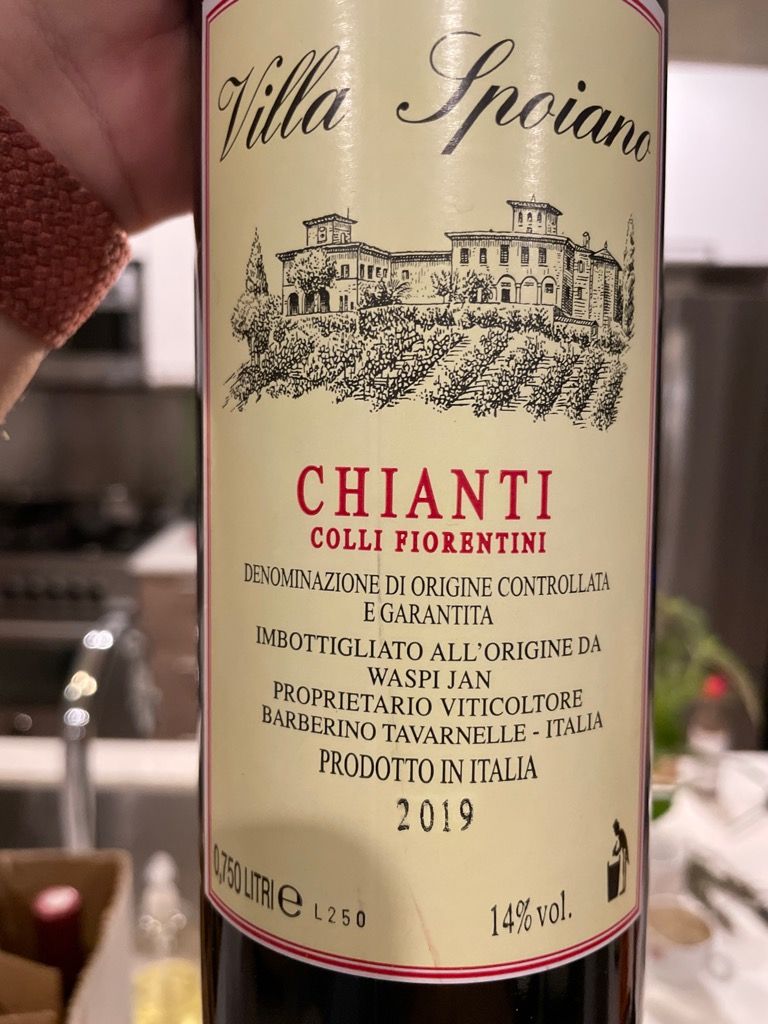 Villa Spoiano
CHIANTI
COLLI FIORENTINI
DENOMINAZIONE DI ORIGINE CONTROLLATA
E GARANTITA
IMBOTTIGLIATO ALL'ORIGINE DA
WASPI JAN
PROPRIETARIO VITICOLTORE
BARBERINO TAVARNELLE - ITALIA
PRODOTTO IN ITALIA
2019
0,750 LITRI e L250 14% vol.